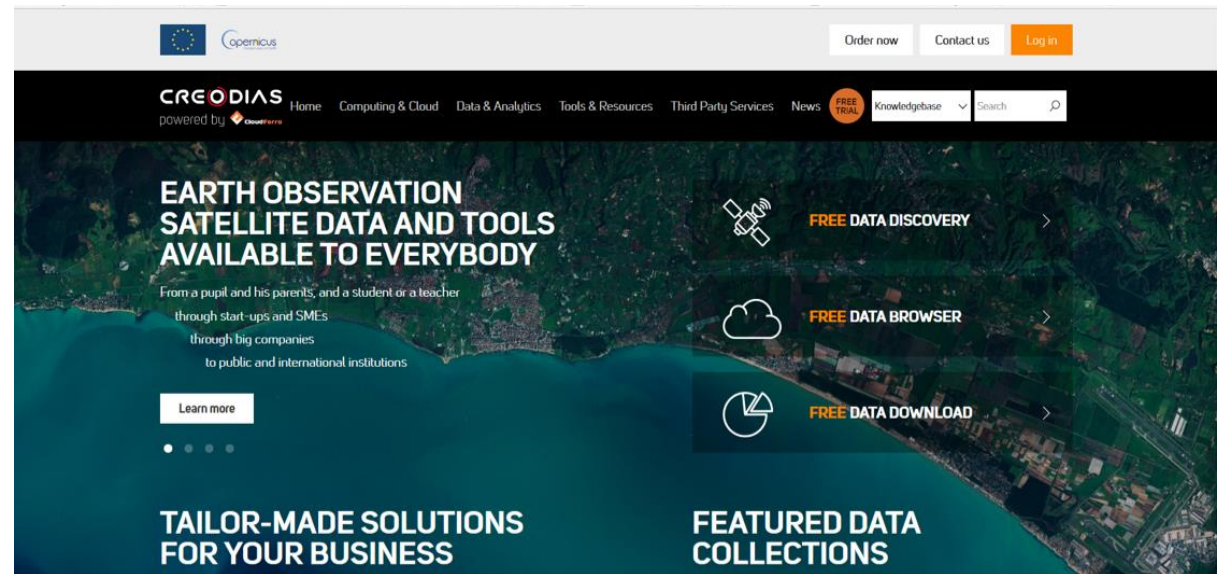 opernicus
Order now
Contact us
Log in
CREODIAS
powered by CloudFerro
Home
Computing & Cloud
Data & Analytics
Tools & Resources
Third Party Services
News
FREE
TRIAL
Knowledgebase
Search
EARTH OBSERVATION
SATELLITE DATA AND TOOLS
AVAILABLE TO EVERYBODY
From a pupil and his parents, and a student or a teacher
through start-ups and SMEs
through big companies
to public and international institutions
Learn more
FREE DATA DISCOVERY
FREE DATA BROWSER
FREE DATA DOWNLOAD
TAILOR-MADE SOLUTIONS
FOR YOUR BUSINESS
FEATURED DATA
COLLECTIONS